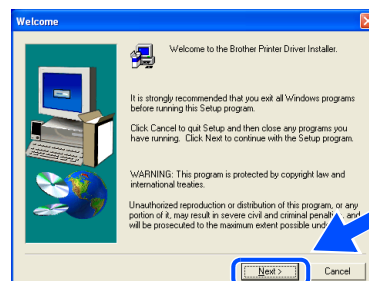 Welcome
Welcome to the Brother Printer Driver Installer.
It is strongly recommended that you exit all Windows programs
before running this Setup program.
Click Cancel to quit Setup and then close any programs you
have running. Click Next to continue with the Setup program.
WARNING: This program is protected by copyright law and
international treaties.
Unauthorized reproduction or distribution of this program, or any
portion of it, may result in severe civil and criminal and
will be prosecuted to the maximum extent possible
Next >
Cancel